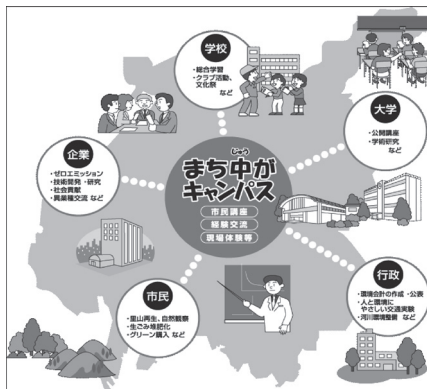 学校
・総合学習
・クラブ活動、
文化祭
など
大学
・公開講座
・学術研究
など
企業
・ゼロエミッション
・技術開発・研究
・社会貢献
・異業種交流 など
じゅう
まち中が
キャンパス
市民講座
経験交流
現場体験等
市民
・里山再生、自然観察
・生ごみ堆肥化
・グリーン購入 など
行政
・環境会計の作成・公表
・人と環境に
やさしい交通実験
・河川環境整備 など